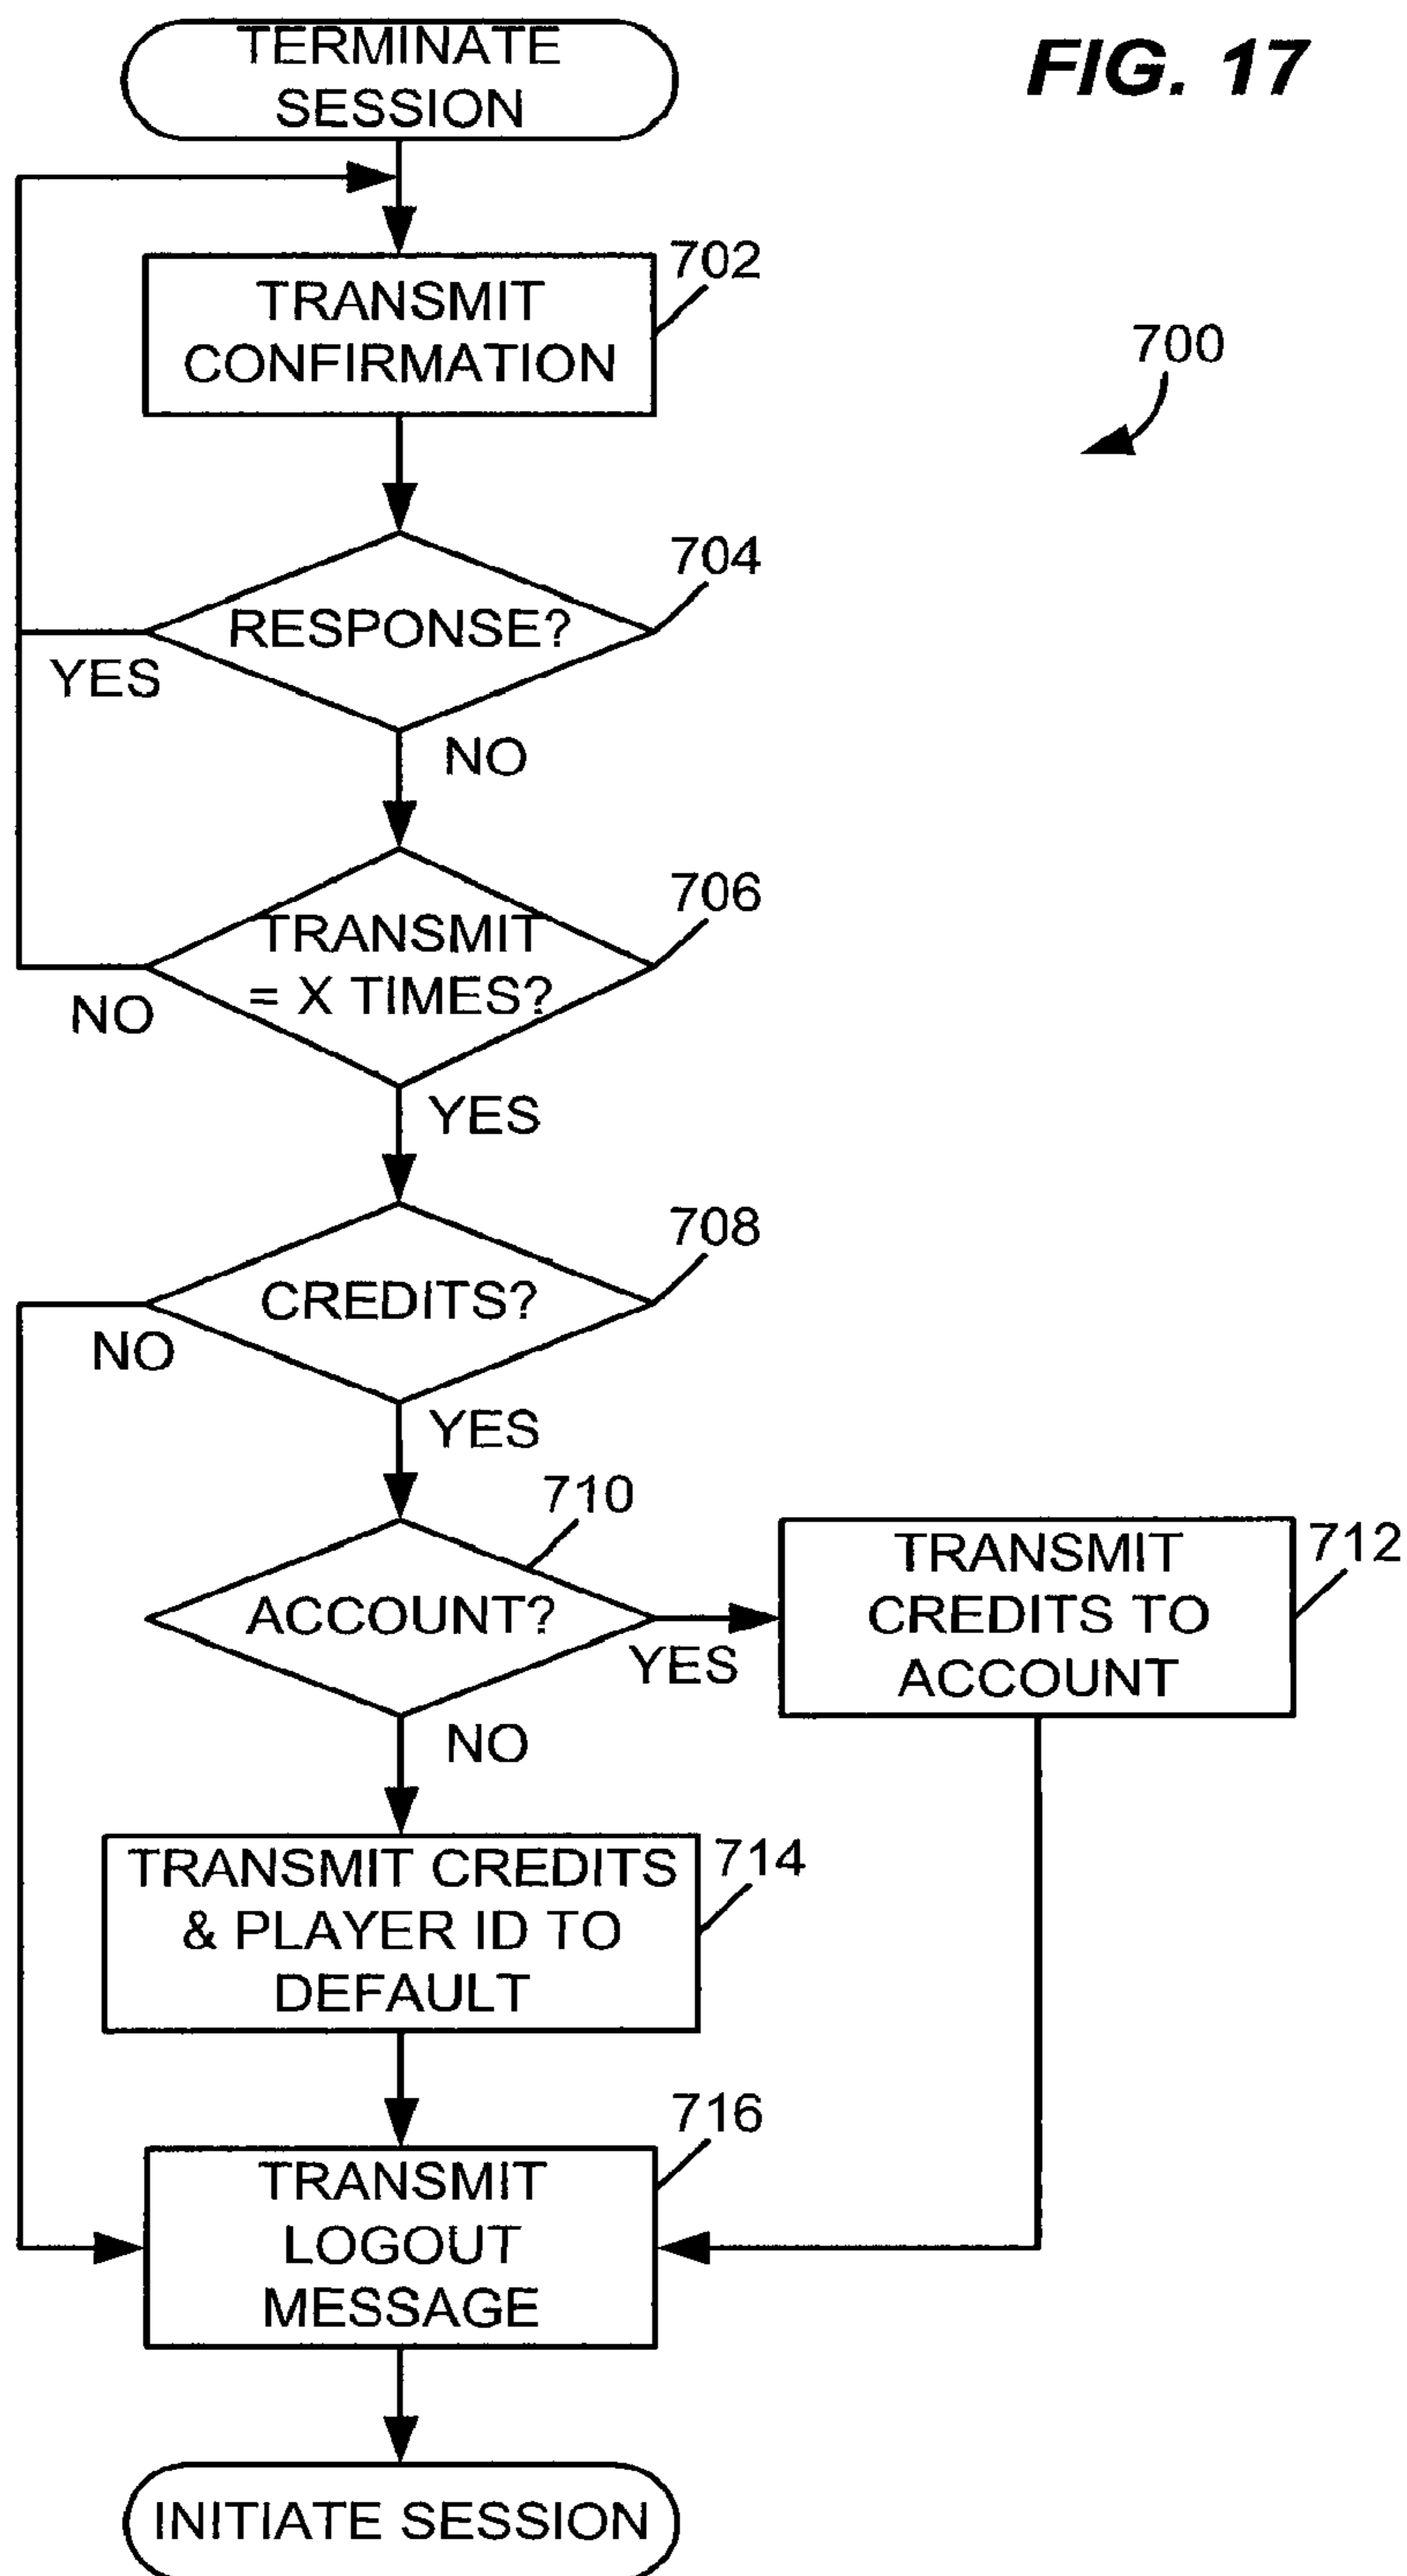 TERMINATE
SESSION
FIG. 17
702
TRANSMIT
CONFIRMATION
700
704
RESPONSE?
YES
NO
706
TRANSMIT
= X TIMES?
NO
YES
708
CREDITS?
NO
YES
710
ACCOUNT?
YES
712
TRANSMIT
CREDITS TO
ACCOUNT
NO
714
TRANSMIT CREDITS
& PLAYER ID TO
DEFAULT
716
TRANSMIT
LOGOUT
MESSAGE
INITIATE SESSION